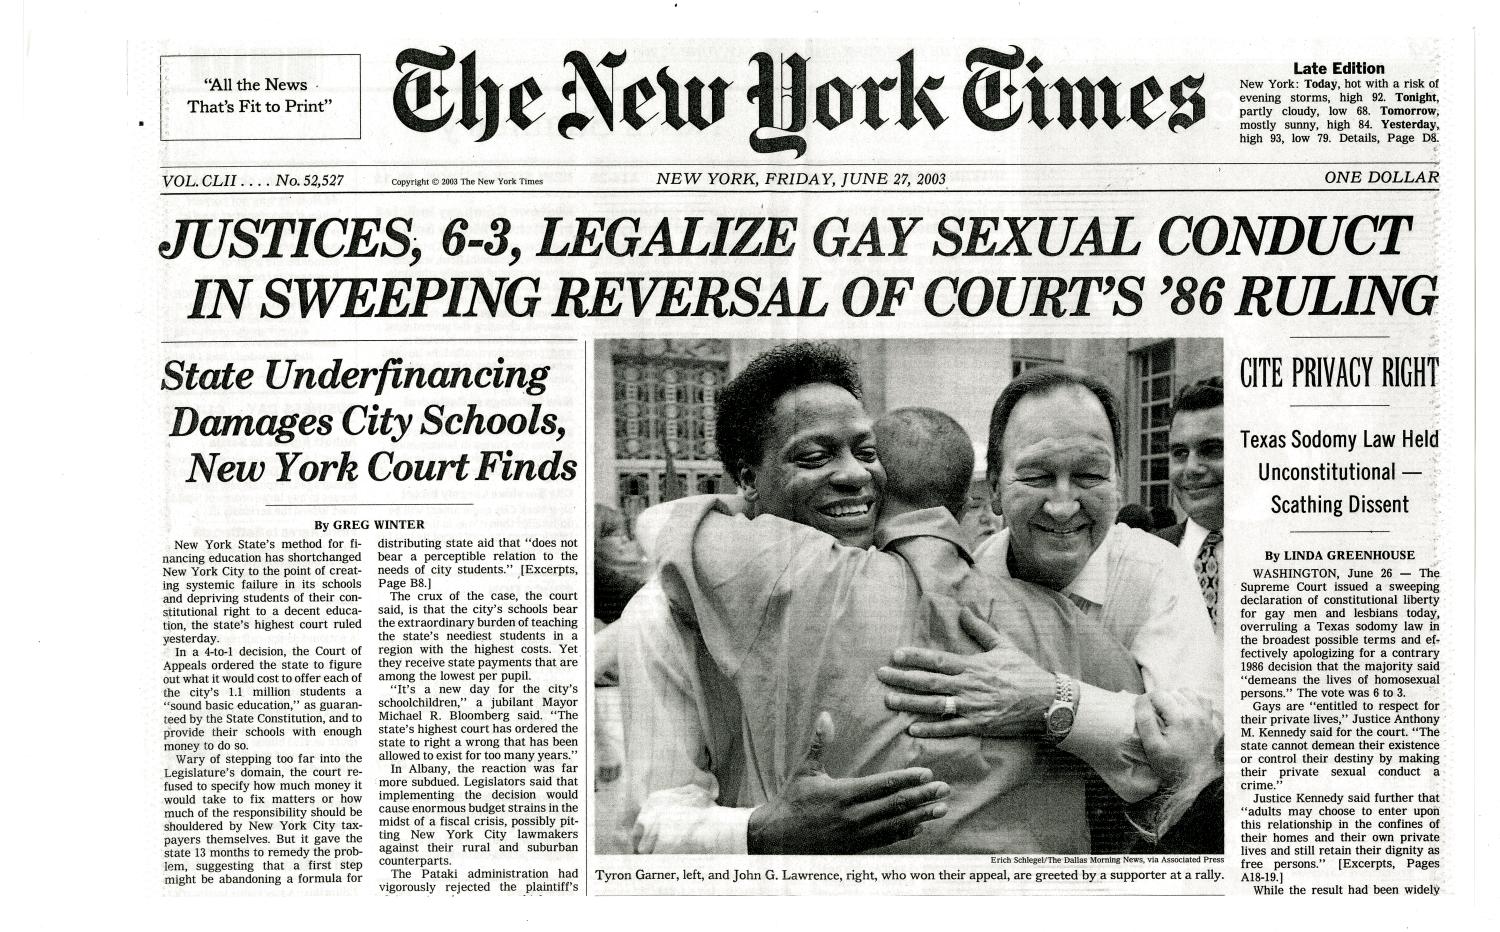 "All the News
That's Fit to Print"
The New York Times
Late Edition
New York: Today, hot with a risk of
evening storms, high 92. Tonight,
partly cloudy, low 68. Tomorrow,
mostly sunny, high 84. Yesterday,
high 93, low 79. Details, Page D8.
VOL. CLII . . . . No. 52,527
Copyright © 2003 The New York Times
NEW YORK, FRIDAY, JUNE 27, 2003
ONE DOLLAR
JUSTICES, 6-3, LEGALIZE GAY SEXUAL CONDUCT
IN SWEEPING REVERSAL OF COURT'S '86 RULING
State Underfinancing
Damages City Schools,
New York Court Finds
By GREG WINTER
New York State's method for fi-
nancing education has shortchanged
New York City to the point of creat-
ing systemic failure in its schools
and depriving students of their con-
stitutional right to a decent educa-
tion, the state's highest court ruled
yesterday.
In a 4-to-1 decision, the Court of
Appeals ordered the state to figure
out what it would cost to offer each of
the city's 1.1 million students a
"sound basic education," as guaran-
teed by the State Constitution, and to
provide their schools with enough
money to do so.
Wary of stepping too far into the
Legislature's domain, the court re-
fused to specify how much money it
would take to fix matters or how
much of the responsibility should be
shouldered by New York City tax-
payers themselves. But it gave the
state 13 months to remedy the prob-
lem, suggesting that a first step
might be abandoning a formula for
distributing state aid that "does not
bear a perceptible relation to the
needs of city students." [Excerpts,
Page B8.]
The crux of the case, the court
said, is that the city's schools bear
the extraordinary burden of teaching
the state's neediest students in a
region with the highest costs. Yet
they receive state payments that are
among the lowest per pupil.
"It's a new day for the city's
schoolchildren," a jubilant Mayor
Michael R. Bloomberg said. "The
state's highest court has ordered the
state to right a wrong that has been
allowed to exist for too many years."
In Albany, the reaction was far
more subdued. Legislators said that
implementing the decision would
cause enormous budget strains in the
midst of a fiscal crisis, possibly pit-
ting New York City lawmakers
against their rural and suburban
counterparts.
The Pataki administration had
vigorously rejected the plaintiff's
Erich Schlegel/The Dallas Morning News, via Associated Press
Tyron Garner, left, and John G. Lawrence, right, who won their appeal, are greeted by a supporter at a rally.
CITE PRIVACY RIGHT
Texas Sodomy Law Held
Unconstitutional —
Scathing Dissent
By LINDA GREENHOUSE
WASHINGTON, June 26 — The
Supreme Court issued a sweeping
declaration of constitutional liberty
for gay men and lesbians today,
overruling a Texas sodomy law in
the broadest possible terms and ef-
fectively apologizing for a contrary
1986 decision that the majority said
"demeans the lives of homosexual
persons." The vote was 6 to 3.
Gays are "entitled to respect for
their private lives," Justice Anthony
M. Kennedy said for the court. "The
state cannot demean their existence
or control their destiny by making
their private sexual conduct a
crime."
Justice Kennedy said further that
"adults may choose to enter upon
this relationship in the confines of
their homes and their own private
lives and still retain their dignity as
free persons." [Excerpts, Pages
A18-19.]
While the result had been widely